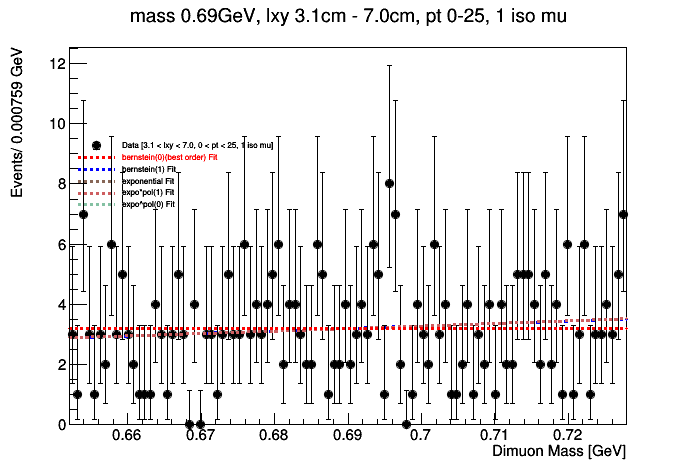 mass 0.69GeV, lxy 3.1cm - 7.0cm, pt 0-25, 1 iso mu
Events/ 0.000759 GeV
12
10
8
6
4
2
0
Data [3.1 < lxy < 7.0, 0 < pt < 25, 1 iso mu]
bernstein(0)(best order) Fit
bernstein(1) Fit
exponential Fit
expo*pol(1) Fit
expo^pol(0) Fit
0.66 0.67 0.68 0.69 0.7 0.71 0.72
Dimuon Mass [GeV]